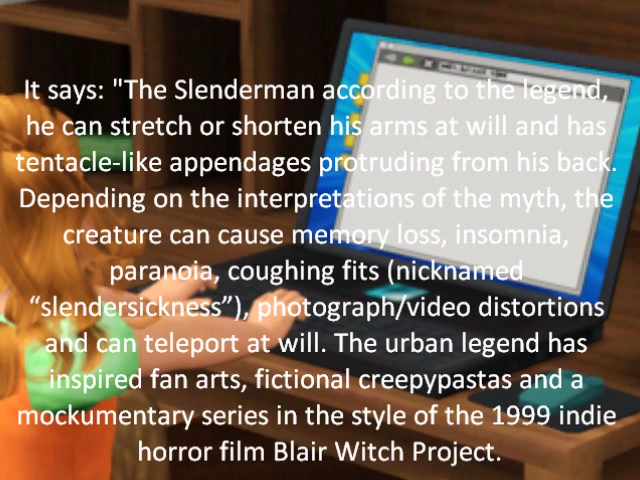 It says: "The Slenderman according to the legend,
he can stretch or shorten his arms at will and has
tentacle-like appendages protruding from his back.
Depending on the interpretations of the myth, the
creature can cause memory loss, insomnia,
paranoia, coughing fits (nicknamed
“slendersickness”), photograph/video distortions
and can teleport at will. The urban legend has
inspired fan arts, fictional creepypastas and a
mockumentary series in the style of the 1999 indie
horror film Blair Witch Project.